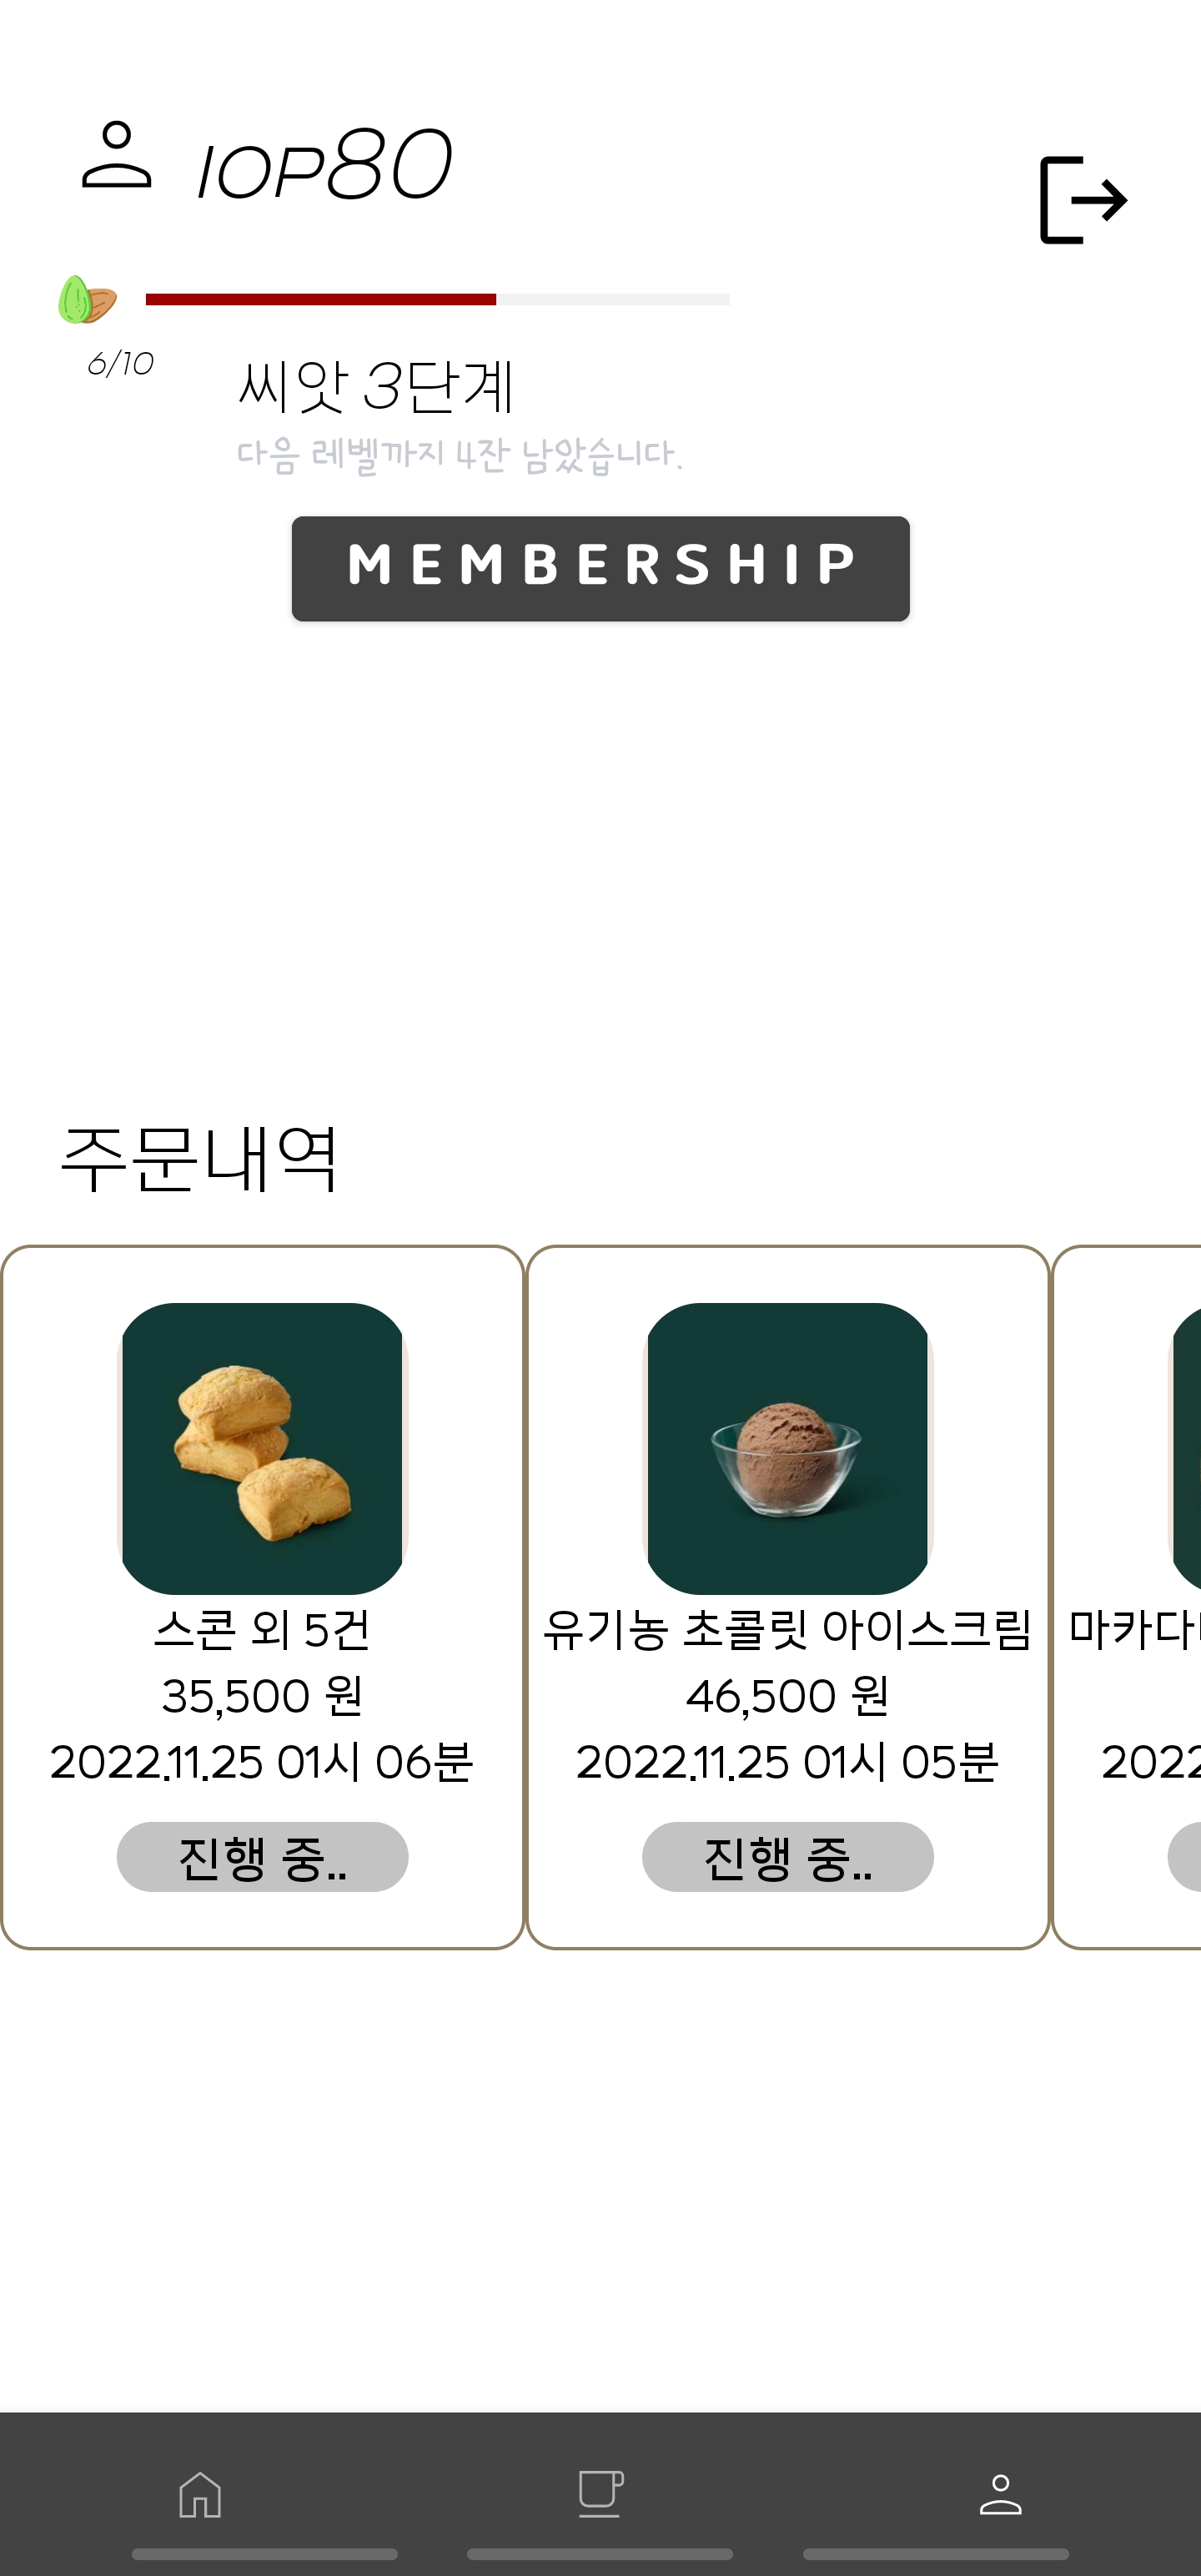 IOP80
6/10
씨앗 3단계
다음 레벨까지 4잔 남았습니다.
MEMBERSHIP
주문내역
스콘 외 5건
35,500 원
2022.11.25 01시 06분
진행 중..
유기농 초콜릿 아이스크림
46,500 원
2022.11.25 01시 05분
진행 중..
마카다
2022